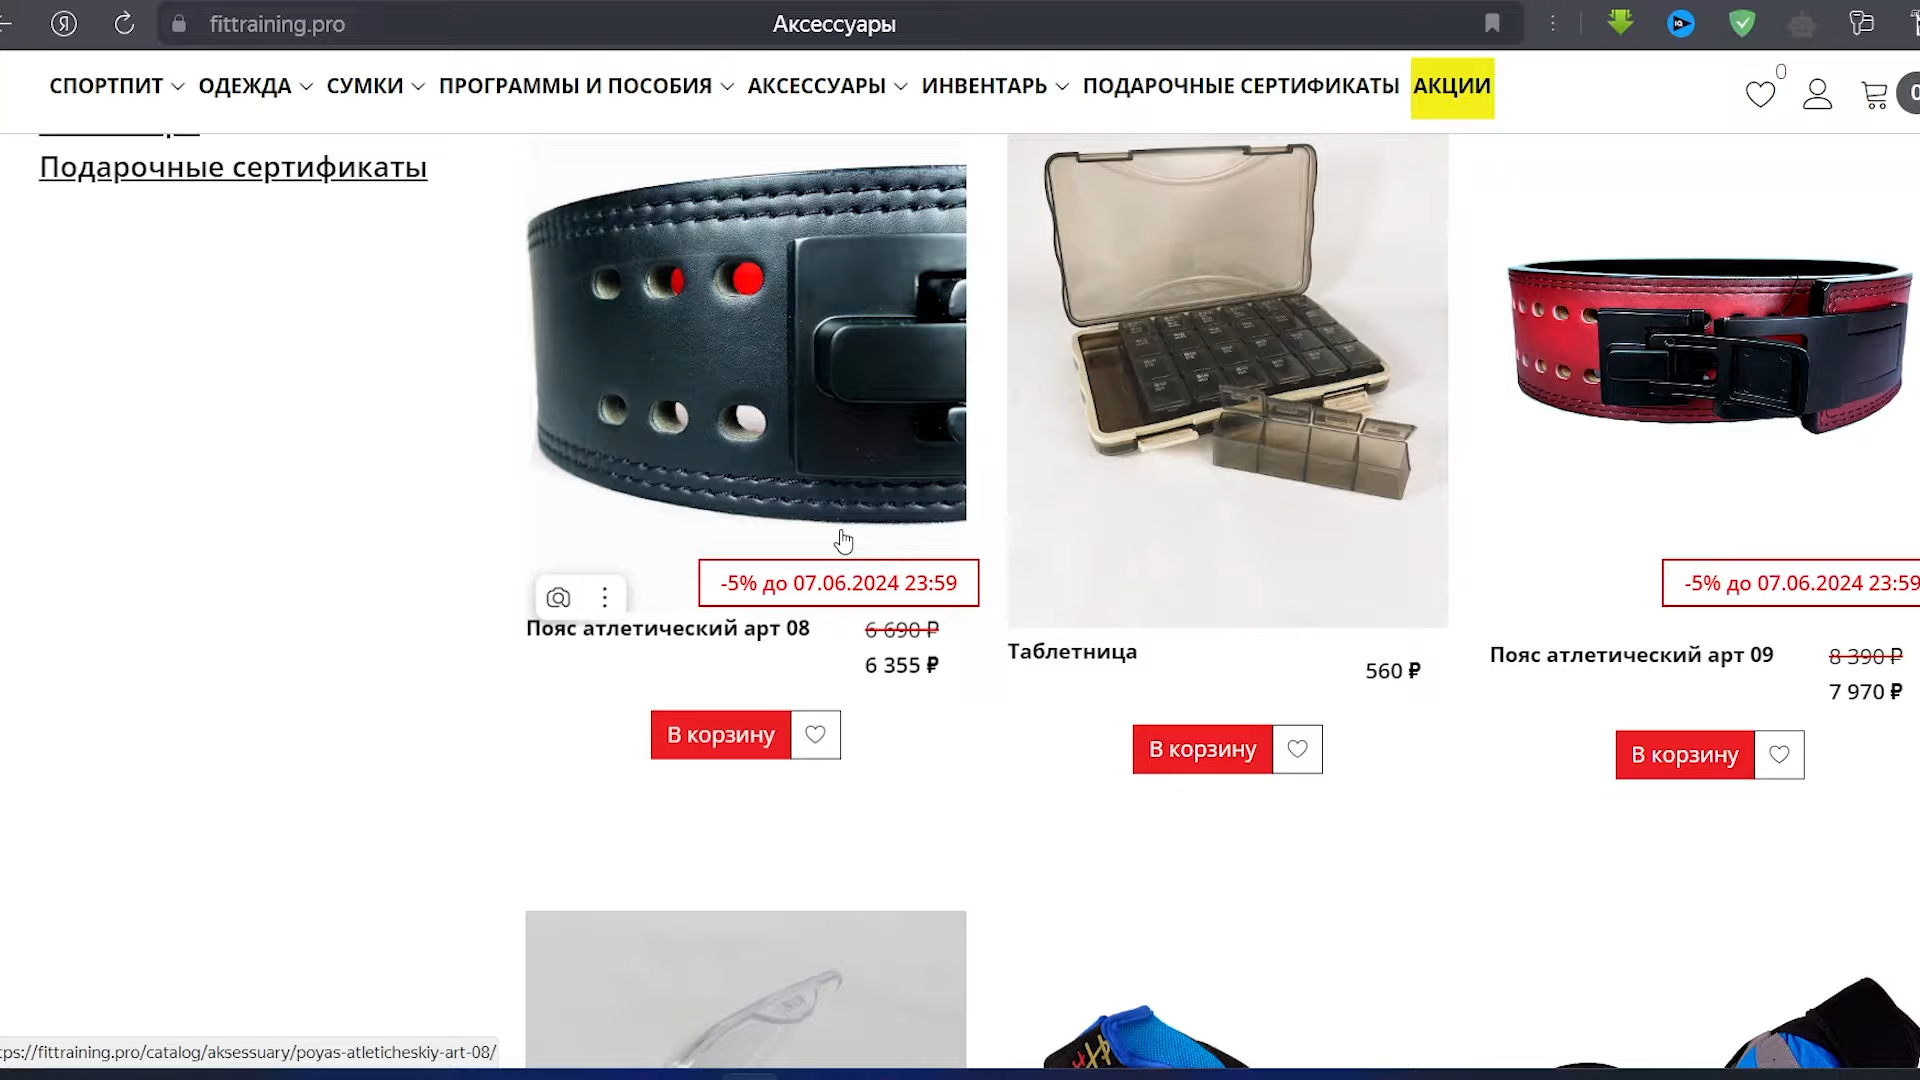 fittraining.pro
Аксессуары
СПОРТПИТ ОДЕЖДА СУМКИ ПРОГРАММЫ И ПОСОБИЯ АКСЕССУАРЫ ИНВЕНТАРЬ ПОДАРОЧНЫЕ СЕРТИФИКАТЫ АКЦИИ
0
0
Подарочные сертификаты
-5% до 07.06.2024 23:59
-5% до 07.06.2024 23:59
Пояс атлетический арт 08
6 690 ₽
6 355 ₽
Таблетница
560 ₽
Пояс атлетический арт 09
8 390 ₽
7 970 ₽
В корзину
В корзину
В корзину
tps://fittraining.pro/catalog/aksessuary/poyas-atleticheskiy-art-08/